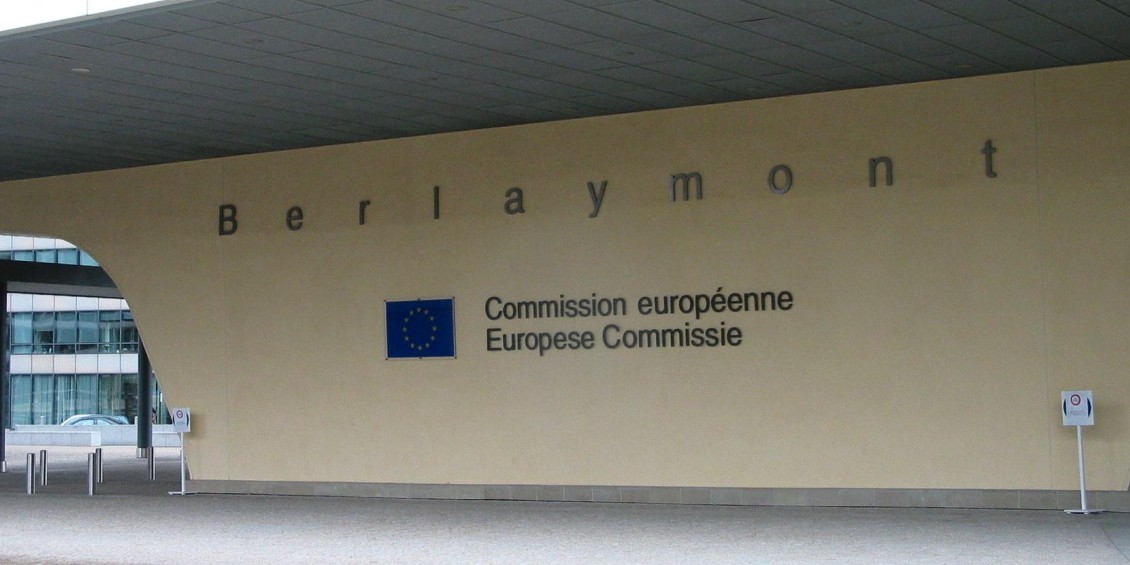 Berlaymont
Commission européenne
Europese Commissie